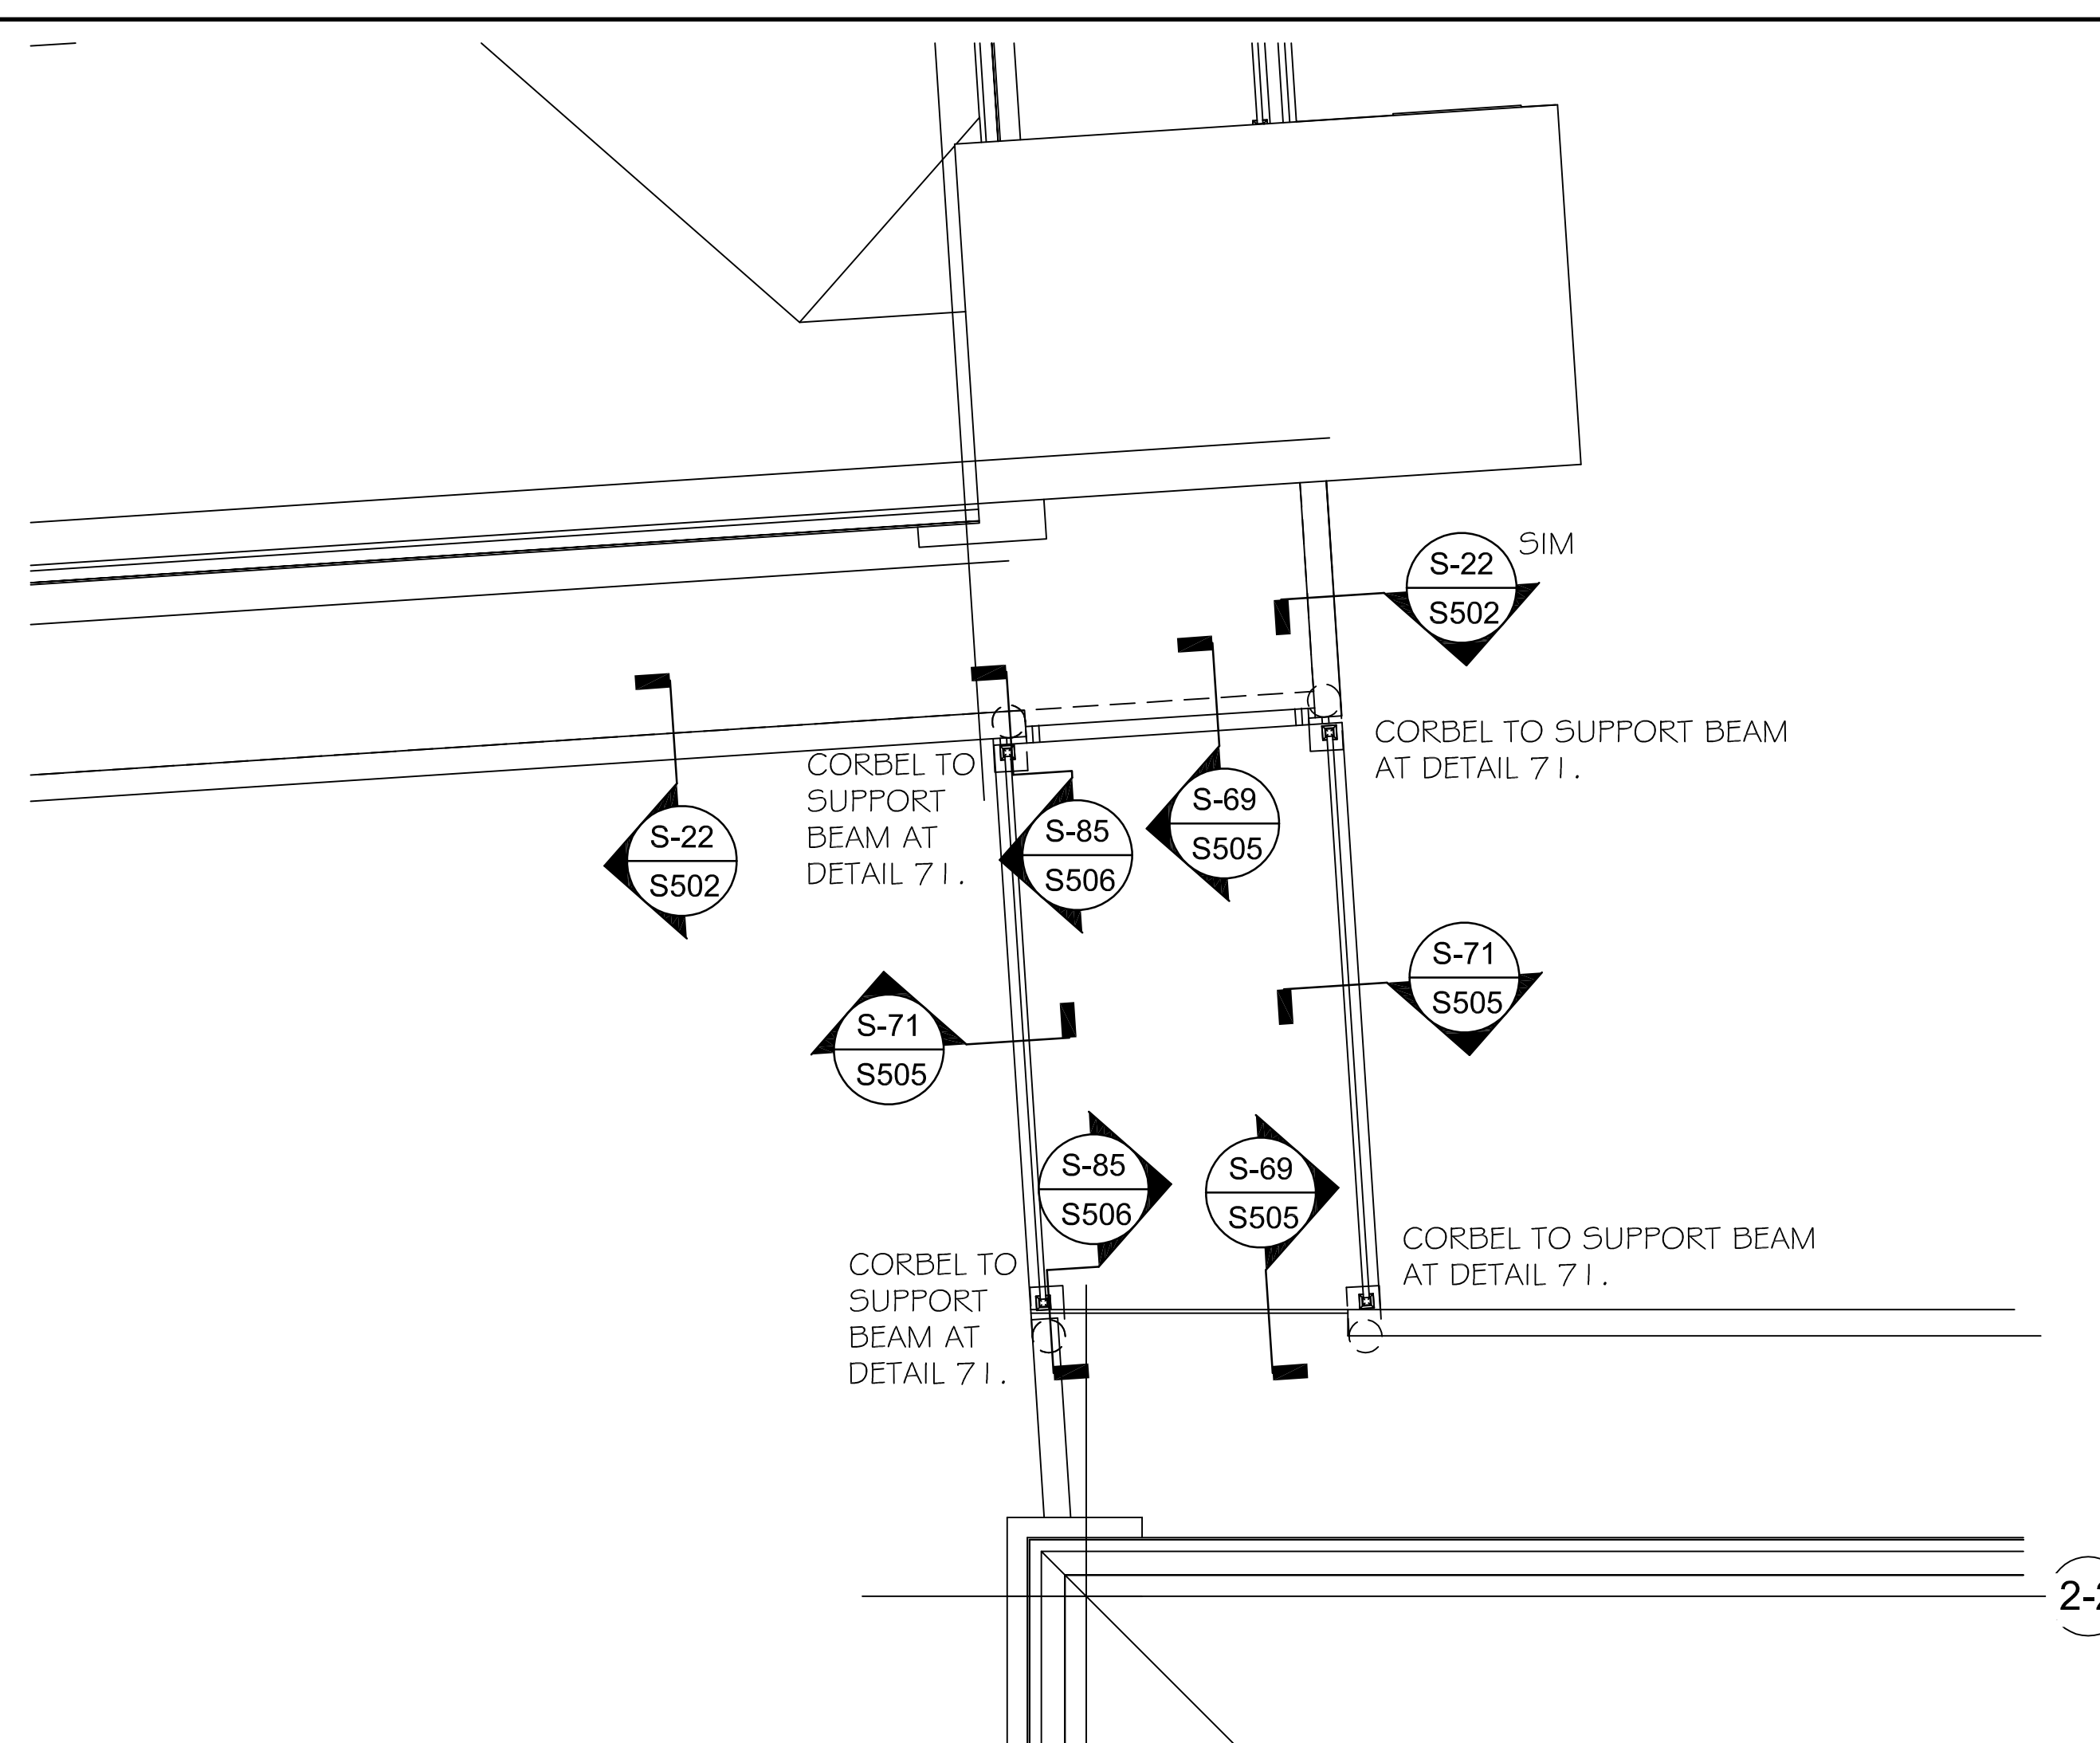 S-22
S502
SIM
CORBEL TO SUPPORT BEAM
AT DETAIL 71.
CORBEL TO
SUPPORT
BEAM AT
DETAIL 71.
S-69
S505
S-85
S506
S-22
S502
S-71
S505
S-71
S505
S-85
S506
S-69
S505
CORBEL TO SUPPORT BEAM
AT DETAIL 71.
CORBEL TO
SUPPORT
BEAM AT
DETAIL 71.